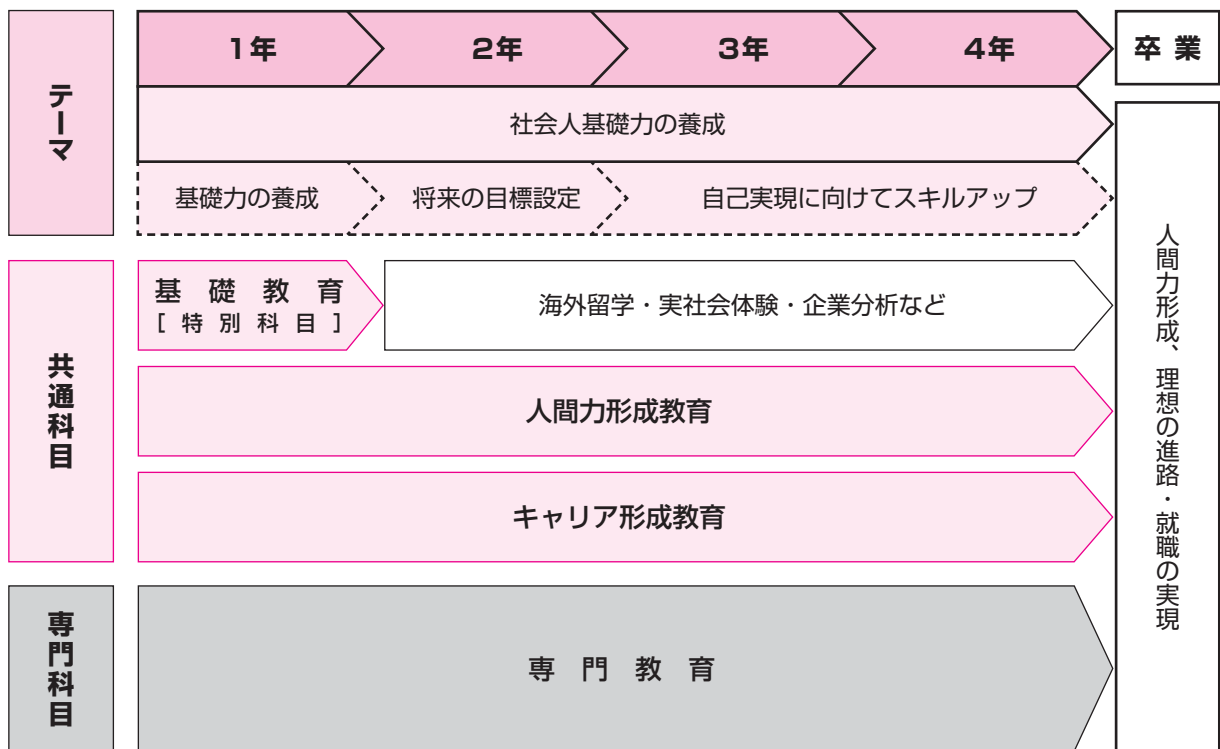 テーマ
1年
2年
3年
4年
卒業
社会人基礎力の養成
基礎力の養成
将来の目標設定
自己実現に向けてスキルアップ
共通科目
基礎教育
[特別科目]
海外留学・実社会体験・企業分析など
人間力形成教育
キャリア形成教育
専門科目
専門教育
人間力形成、理想の進路・就職の実現